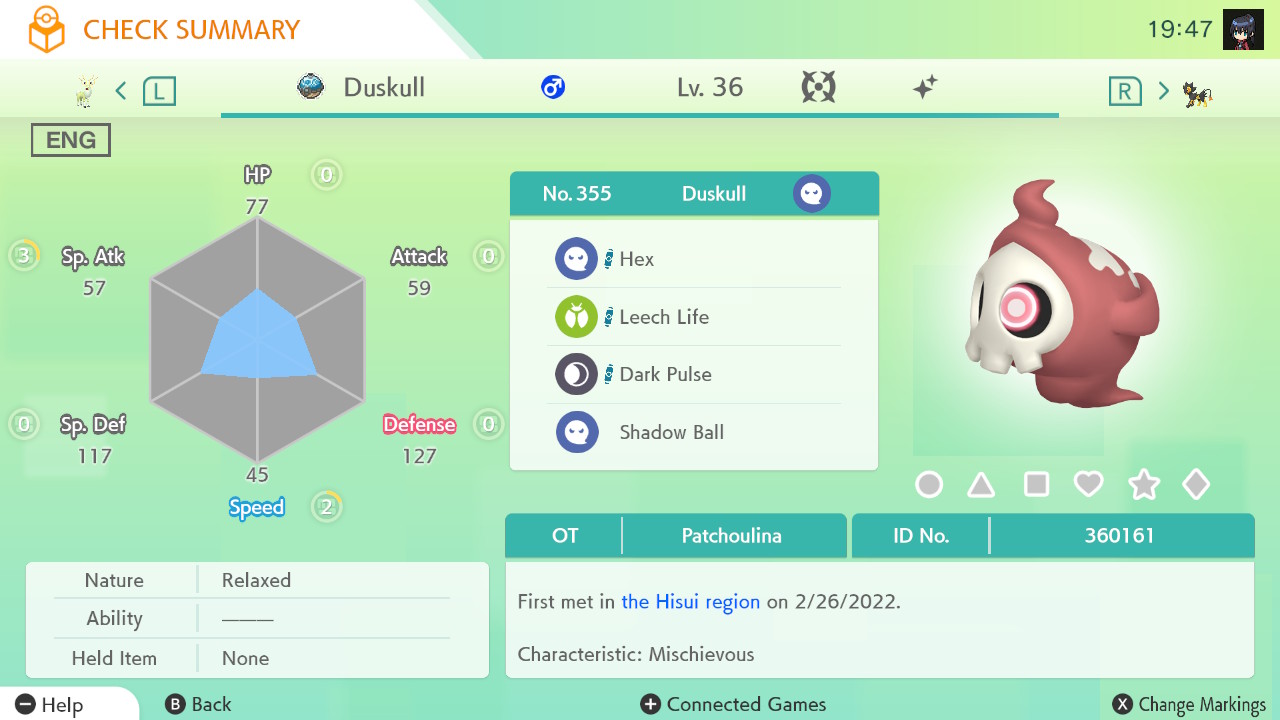 CHECK SUMMARY
19:47
L
Duskull
Lv. 36
R
ENG
HP 0
77
3 Sp. Atk
57
Attack 0
59
0 Sp. Def
117
Defense 0
127
45
Speed 2
No. 355 Duskull
Hex
Leech Life
Dark Pulse
Shadow Ball
OT Patchoulina ID No. 360161
First met in the Hisui region on 2/26/2022.
Characteristic: Mischievous
Nature Relaxed
Ability ———
Held Item None
Help
B Back
Connected Games
X Change Markings